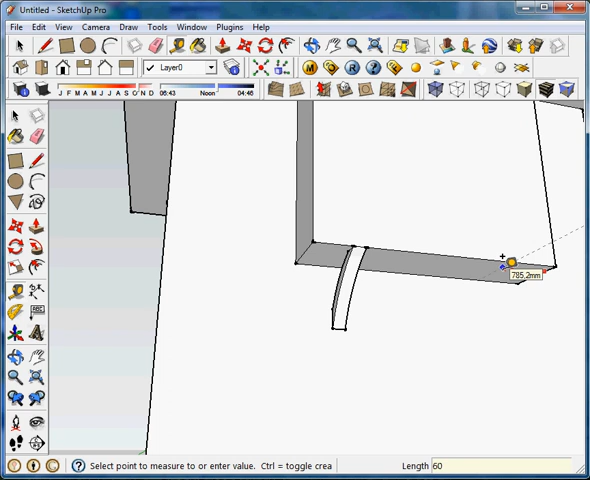 Untitled - SketchUp Pro
File Edit View Camera Draw Tools Window Plugins Help
Layer0
J F M A M J J A S O N D 06:43 Noon 04:46
785,2mm
Select point to measure to or enter value. Ctrl = toggle crea Length 60